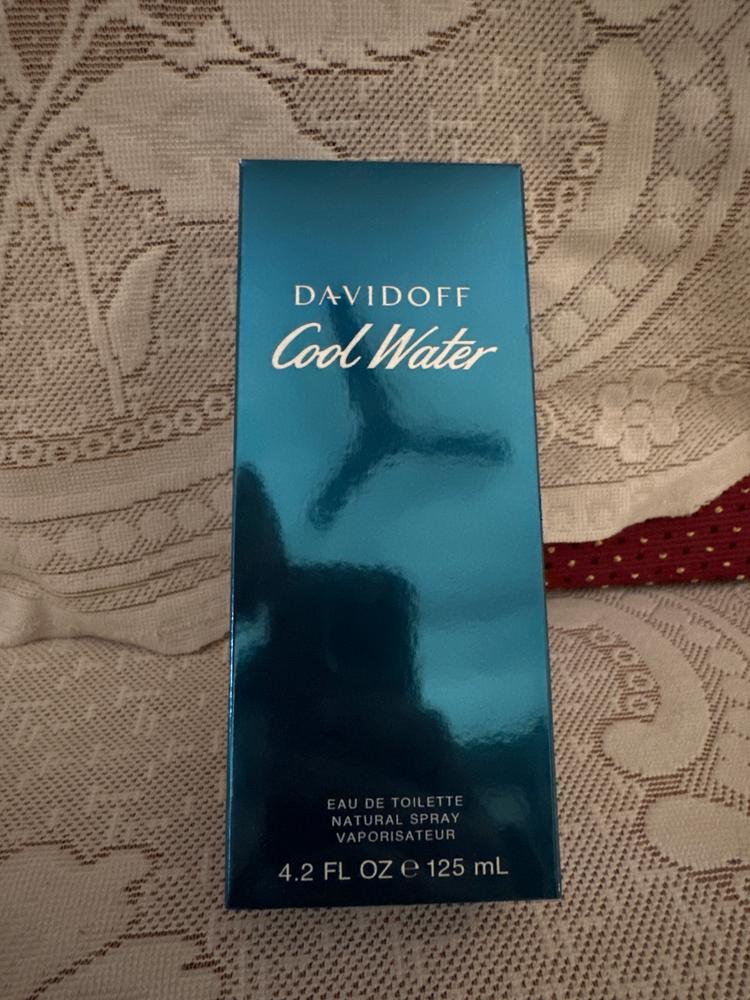 DAVIDOFF
Cool Water
EAU DE TOILETTE
NATURAL SPRAY
VAPORISATEUR
4.2 FL OZ ℮ 125 mL